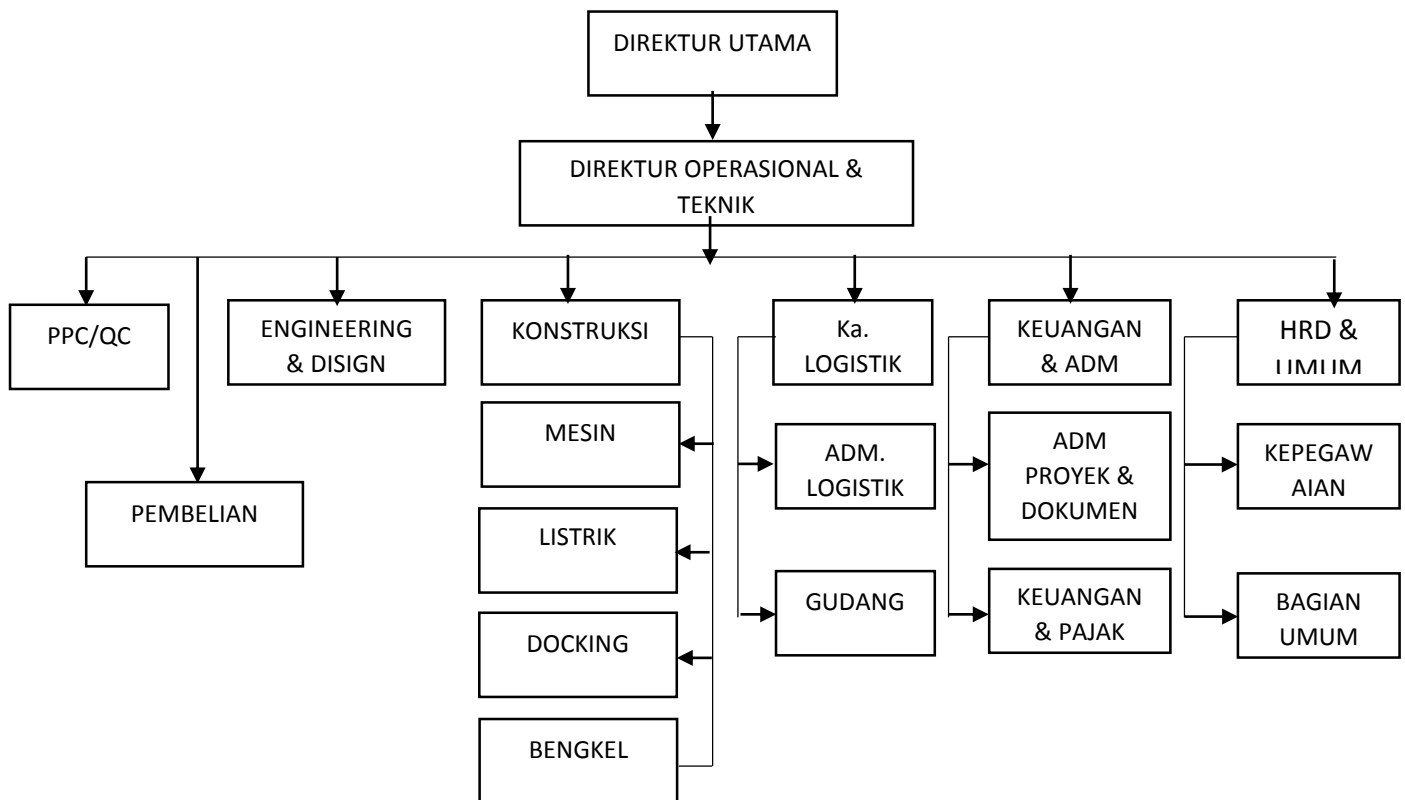 DIREKTUR UTAMA
DIREKTUR OPERASIONAL &
TEKNIK
PPC/QC
ENGINEERING
& DISIGN
KONSTRUKSI
Ka.
LOGISTIK
KEUANGAN
& ADM
HRD &
UMUM
PEMBELIAN
MESIN
LISTRIK
DOCKING
BENGKEL
ADM.
LOGISTIK
GUDANG
ADM
PROYEK &
DOKUMEN
KEUANGAN
& PAJAK
KEPEGAW
AIAN
BAGIAN
UMUM